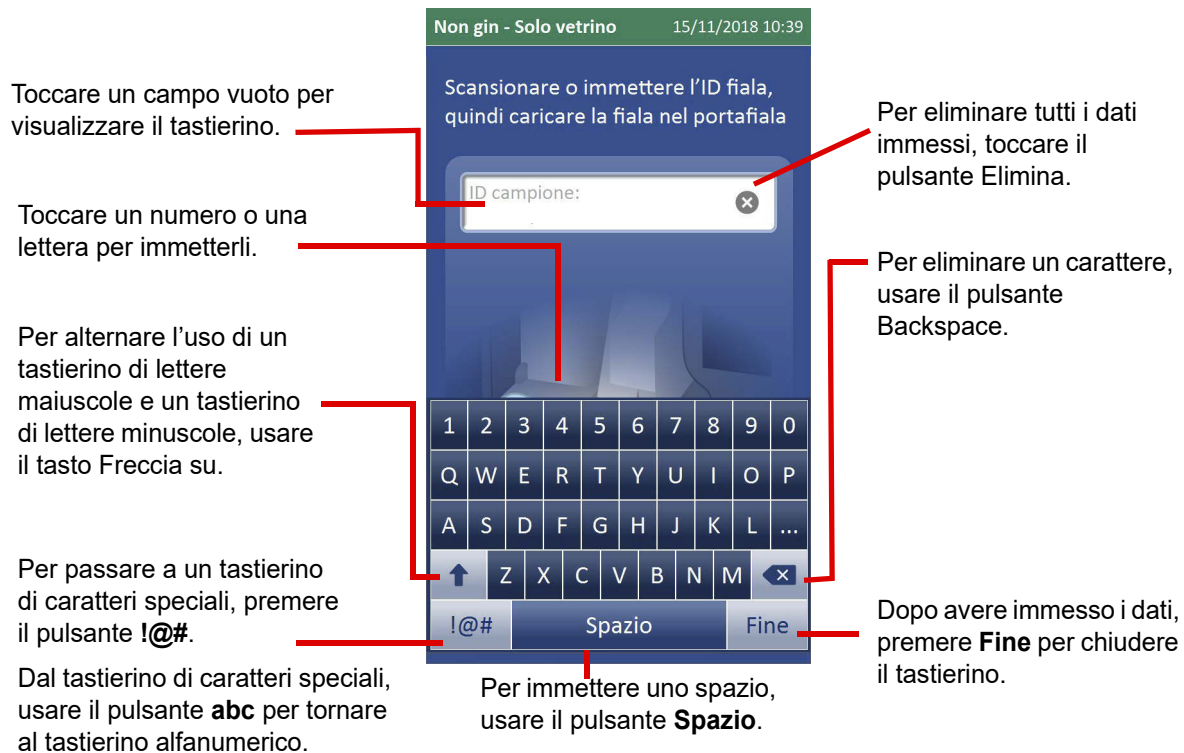 Non gin - Solo vetrino 15/11/2018 10:39
Scansionare o immettere l’ID fiala,
quindi caricare la fiala nel portafiala
ID campione:
1 2 3 4 5 6 7 8 9 0
Q W E R T Y U I O P
A S D F G H J K L ...
Z X C V B N M
!@# Spazio Fine
Toccare un campo vuoto per
visualizzare il tastierino.
Toccare un numero o una
lettera per immetterli.
Per alternare l’uso di un
tastierino di lettere
maiuscole e un tastierino
di lettere minuscole, usare
il tasto Freccia su.
Per passare a un tastierino
di caratteri speciali, premere
il pulsante !@#.
Dal tastierino di caratteri speciali,
usare il pulsante abc per tornare
al tastierino alfanumerico.
Per immettere uno spazio,
usare il pulsante Spazio.
Per eliminare tutti i dati
immessi, toccare il
pulsante Elimina.
Per eliminare un carattere,
usare il pulsante
Backspace.
Dopo avere immesso i dati,
premere Fine per chiudere
il tastierino.